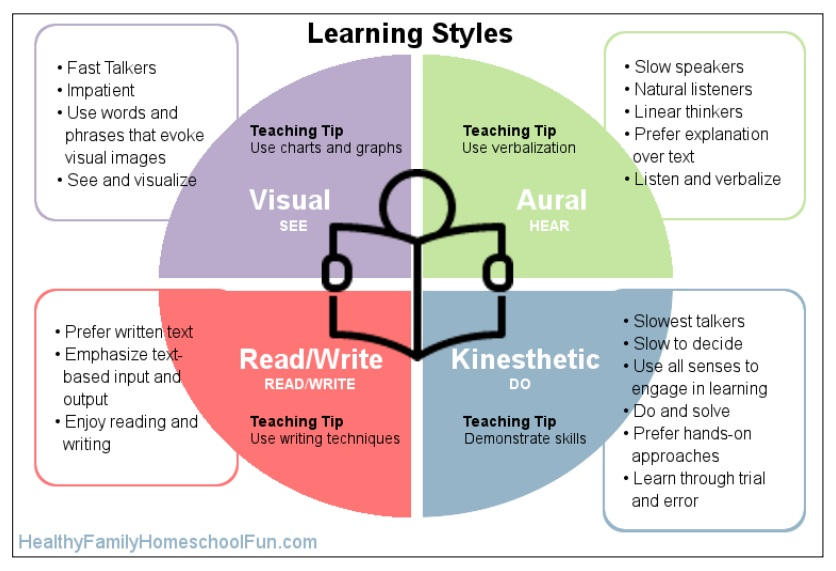 Learning Styles
• Fast Talkers
• Impatient
• Use words and
phrases that evoke
visual images
• See and visualize
Teaching Tip
Use charts and graphs
Visual
SEE
Teaching Tip
Use verbalization
Aural
HEAR
• Slow speakers
• Natural listeners
• Linear thinkers
• Prefer explanation
over text
• Listen and verbalize
• Prefer written text
• Emphasize text-
based input and
output
• Enjoy reading and
writing
Read/Write
READ/WRITE
Teaching Tip
Use writing techniques
Kinesthetic
DO
Teaching Tip
Demonstrate skills
• Slowest talkers
• Slow to decide
• Use all senses to
engage in learning
• Do and solve
• Prefer hands-on
approaches
• Learn through trial
and error
HealthyFamilyHomeschoolFun.com